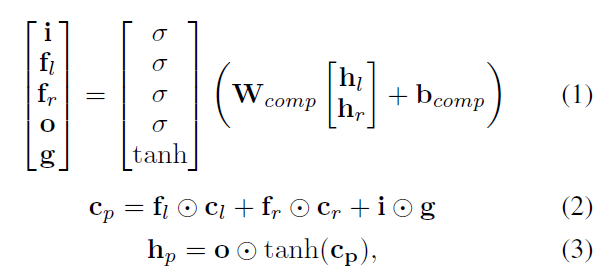 [i f_l f_r o g] = [σ σ σ σ tanh] (W_comp [h_l h_r] + b_comp) (1)
c_p = f_l ⊙ c_l + f_r ⊙ c_r + i ⊙ g (2)
h_p = o ⊙ tanh(c_p), (3)